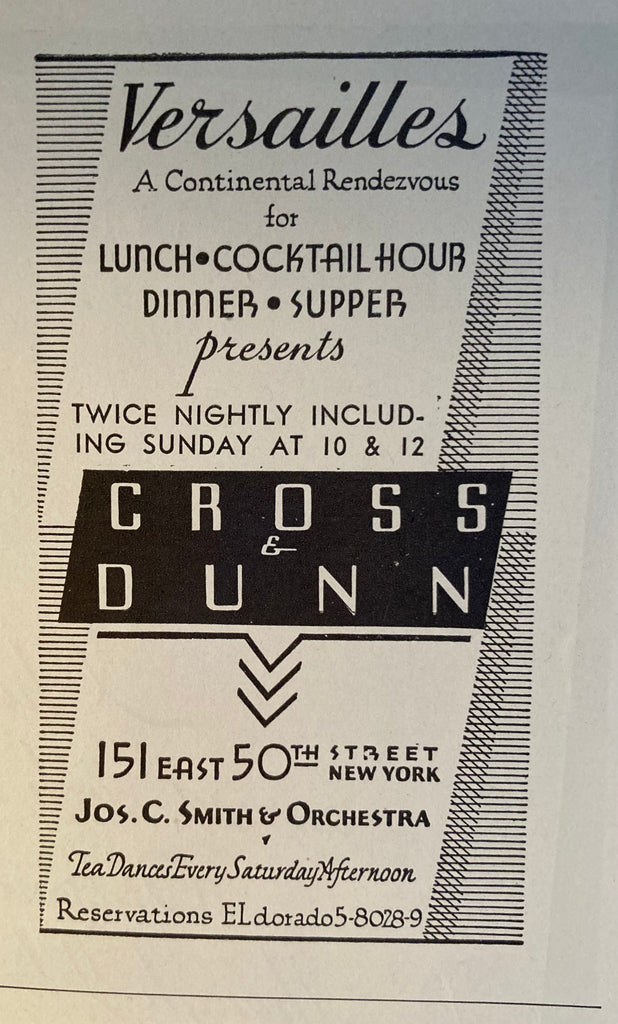 Versailles
A Continental Rendezvous
for
LUNCH • COCKTAIL HOUR
DINNER • SUPPER
presents
TWICE NIGHTLY INCLUD-
ING SUNDAY AT 10 & 12
CROSS
&
DUNN
151 EAST 50TH STREET
NEW YORK
JOS. C. SMITH & ORCHESTRA
Tea Dances Every Saturday Afternoon
Reservations ELdorado 5-8028-9